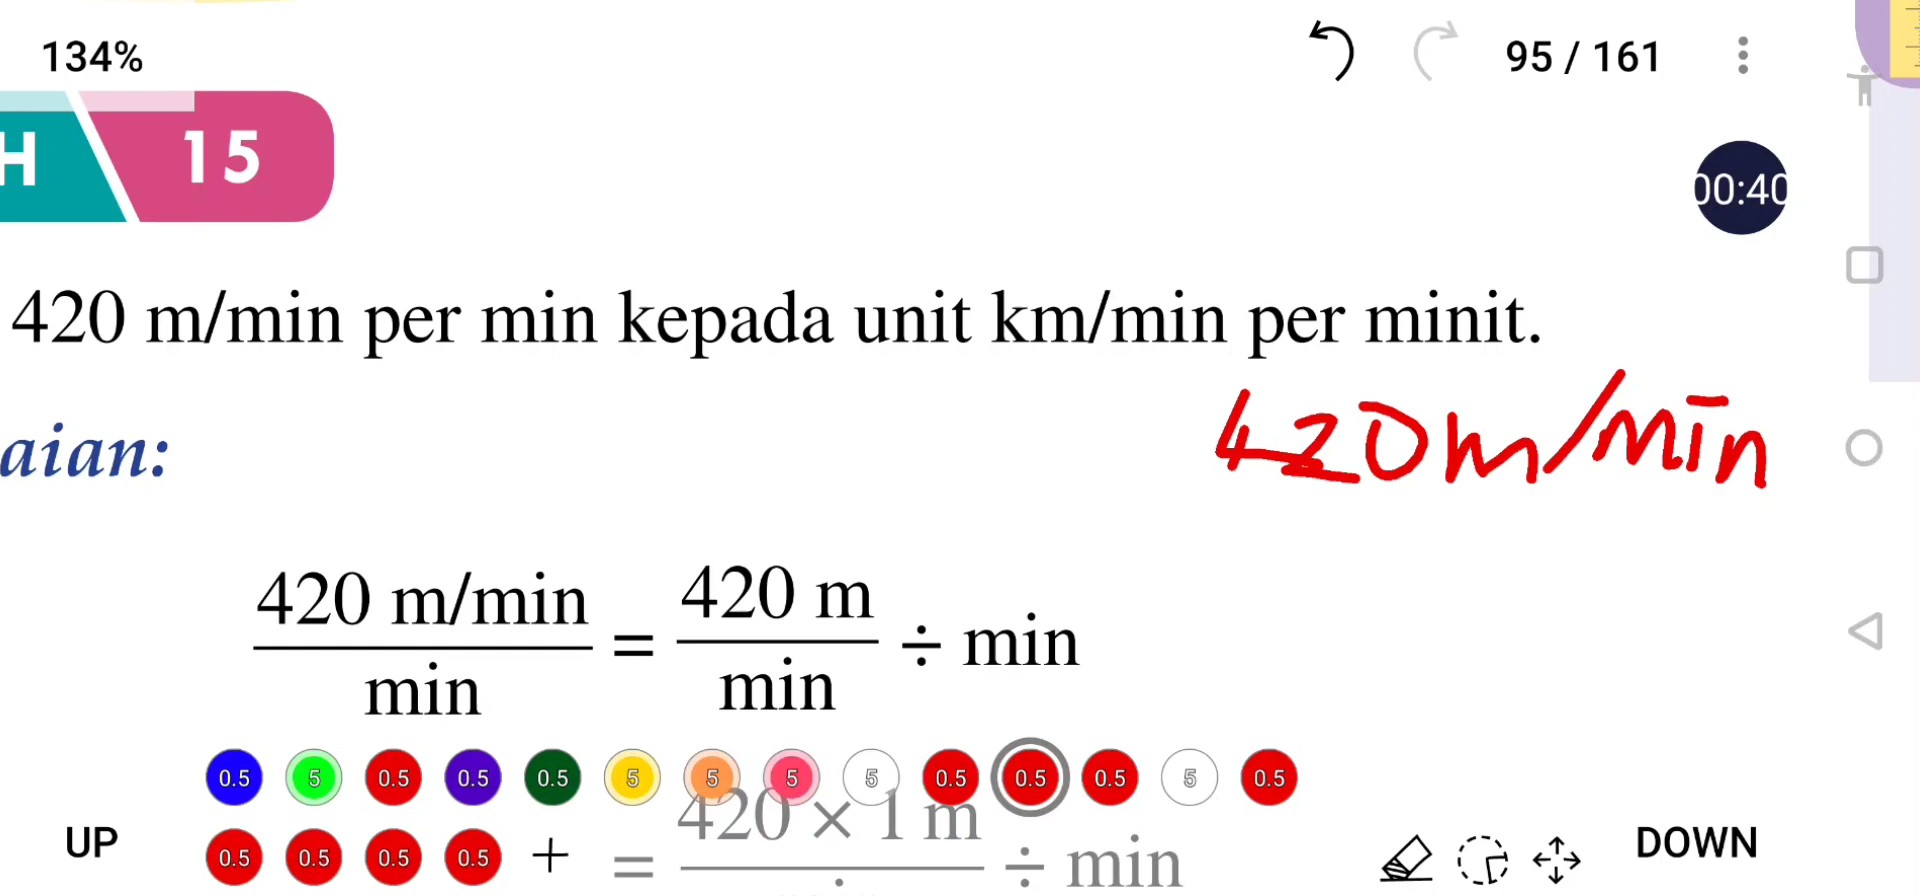 134%
95 / 161
H 15
00:40
420 m/min per min kepada unit km/min per minit.
420m/min
aian:
420 m/min
min
=
420 m
min
÷ min
0.5 5 0.5 0.5 0.5 5 5 5 5 0.5 0.5 0.5 5 0.5
420 × 1 m
= ÷ min
UP
0.5 0.5 0.5 0.5 +
DOWN